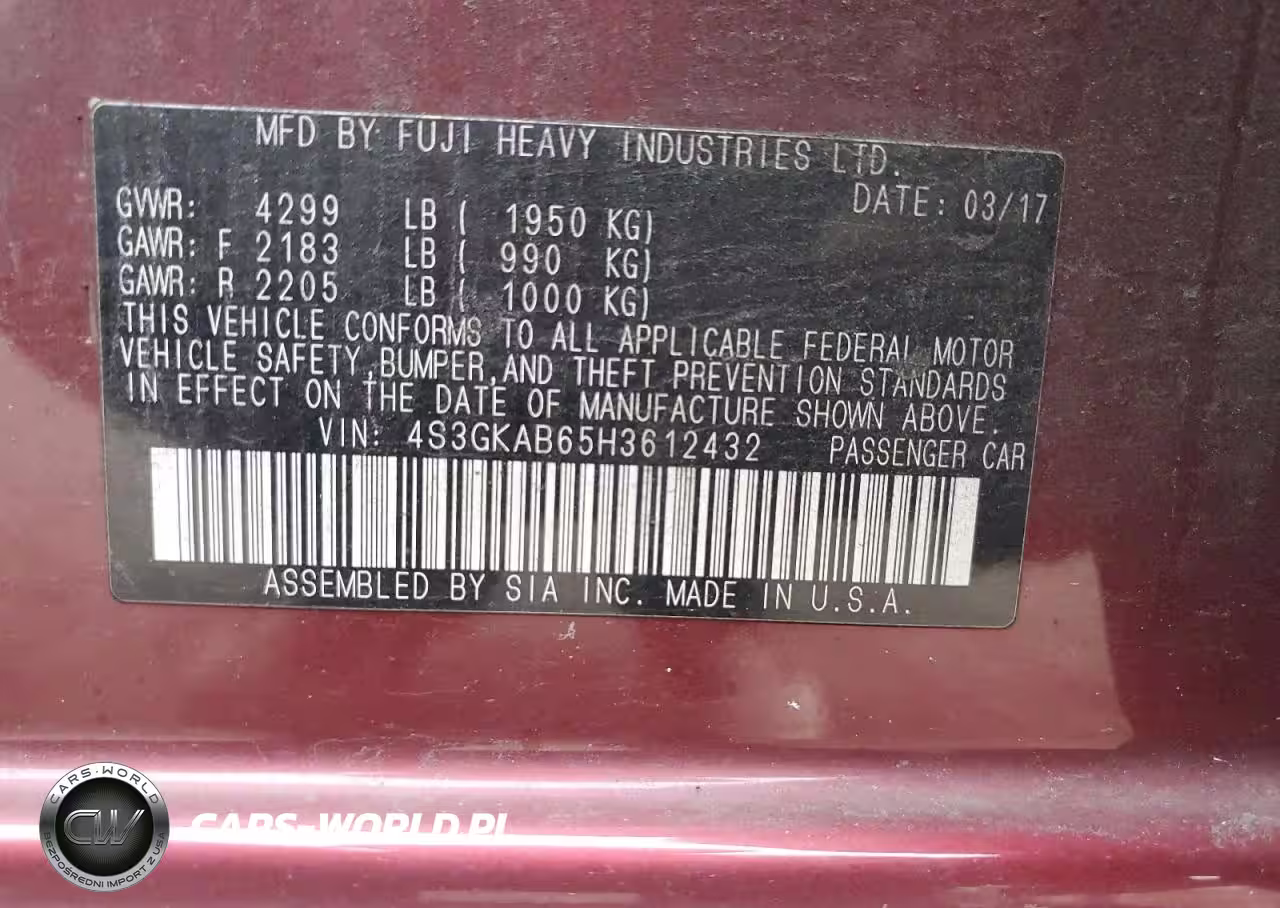 MFD BY FUJI HEAVY INDUSTRIES LTD.
DATE: 03/17
GVWR: 4299 LB ( 1950 KG)
GAWR: F 2183 LB ( 990 KG)
GAWR: R 2205 LB ( 1000 KG)
THIS VEHICLE CONFORMS TO ALL APPLICABLE FEDERAL MOTOR
VEHICLE SAFETY,BUMPER,AND THEFT PREVENTION STANDARDS
IN EFFECT ON THE DATE OF MANUFACTURE SHOWN ABOVE.
VIN: 4S3GKAB65H3612432 PASSENGER CAR
ASSEMBLED BY SIA INC. MADE IN U.S.A.
CARS-WORLD
CW
BEZPOŚREDNI IMPORT Z USA
CARS-WORLD.PL